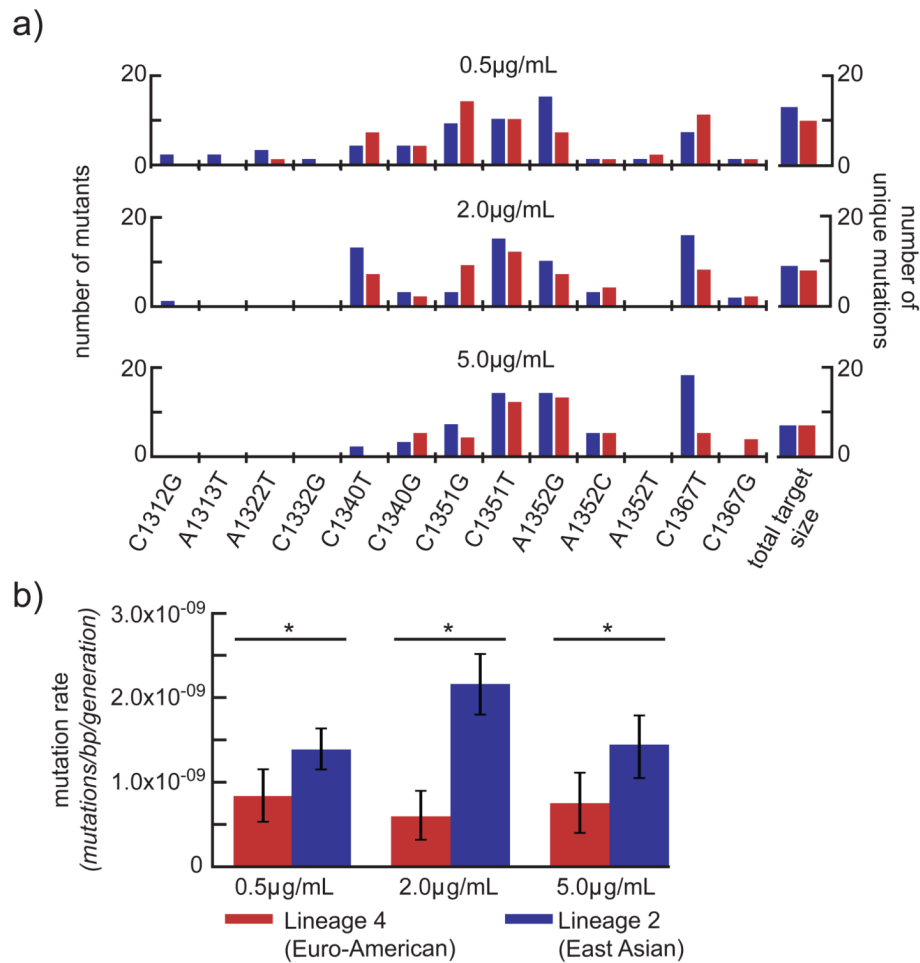 a)
0.5µg/mL
20
0
20
0
2.0µg/mL
20
0
20
0
5.0µg/mL
20
0
20
0
number of mutants
number of
unique mutations
C1312G
A1313T
A1322T
C1332G
C1340T
C1340G
C1351G
C1351T
A1352G
A1352C
A1352T
C1367T
C1367G
total target
size
b)
mutation rate
(mutations/bp/generation)
3.0x10-09
2.0x10-09
1.0x10-09
0
*
*
*
0.5µg/mL
2.0µg/mL
5.0µg/mL
Lineage 4
(Euro-American)
Lineage 2
(East Asian)